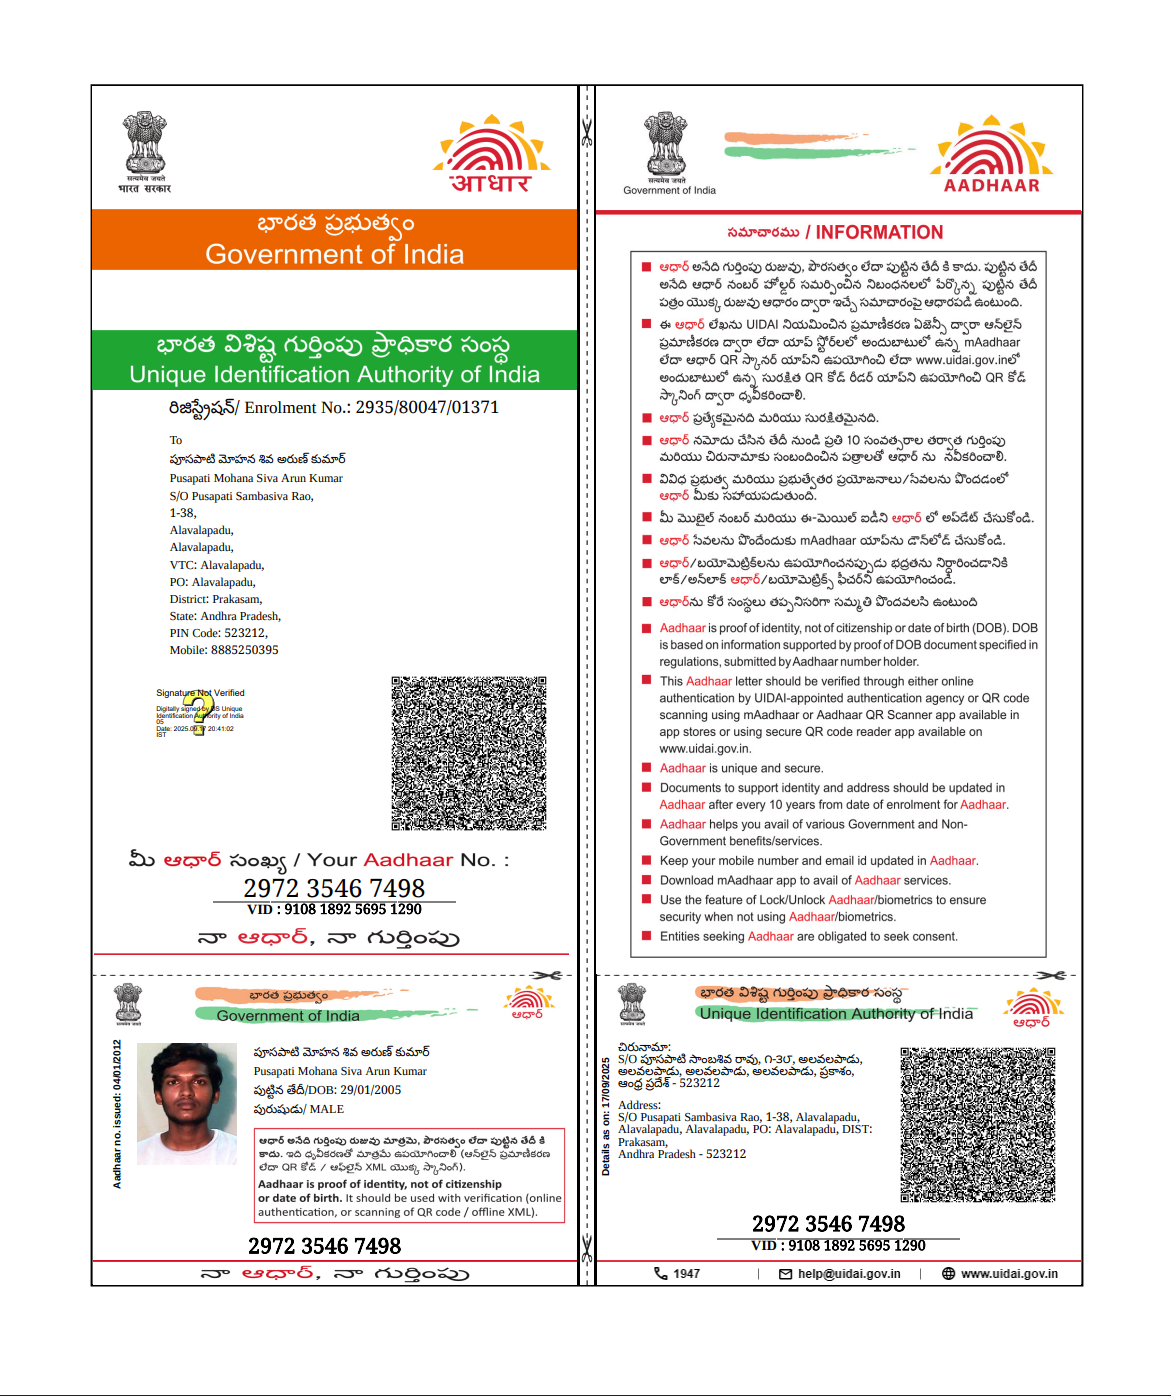 सत्यमेव जयते
भारत सरकार
आधार
భారత ప్రభుత్వం
Government of India
భారత విశిష్ట గుర్తింపు ప్రాధికార సంస్థ
Unique Identification Authority of India
రిజిస్ట్రేషన్/ Enrolment No.: 2935/80047/01371
To
పూసపాటి మోహన శివ అరుణ్ కుమార్
Pusapati Mohana Siva Arun Kumar
S/O Pusapati Sambasiva Rao,
1-38,
Alavalapadu,
Alavalapadu,
VTC: Alavalapadu,
PO: Alavalapadu,
District: Prakasam,
State: Andhra Pradesh,
PIN Code: 523212,
Mobile: 8885250395
Signature Not Verified
Digitally signed by DS Unique
Identification Authority of India
05
Date: 2025.09.17 20:41:02
IST
మీ ఆధార్ సంఖ్య / Your Aadhaar No. :
2972 3546 7498
VID : 9108 1892 5695 1290
నా ఆధార్, నా గుర్తింపు
सत्यमेव जयते
Government of India
AADHAAR
సమాచారము / INFORMATION
ఆధార్ అనేది గుర్తింపు రుజువు, పౌరసత్వం లేదా పుట్టిన తేదీ కి కాదు. పుట్టిన తేదీ
అనేది ఆధార్ నంబర్ హోల్డర్ సమర్పించిన నిబంధనలలో పేర్కొన్న పుట్టిన తేదీ
పత్రం యొక్క రుజువు ఆధారం ద్వారా ఇచ్చే సమాచారంపై ఆధారపడి ఉంటుంది.
ఈ ఆధార్ లేఖను UIDAI నియమించిన ప్రమాణీకరణ ఏజెన్సీ ద్వారా ఆన్‌లైన్
ప్రమాణీకరణ ద్వారా లేదా యాప్ స్టోర్‌లలో అందుబాటులో ఉన్న mAadhaar
లేదా ఆధార్ QR స్కానర్ యాప్‌ని ఉపయోగించి లేదా www.uidai.gov.inలో
అందుబాటులో ఉన్న సురక్షిత QR కోడ్ రీడర్ యాప్‌ని ఉపయోగించి QR కోడ్
స్కానింగ్ ద్వారా ధృవీకరించాలి.
ఆధార్ ప్రత్యేకమైనది మరియు సురక్షితమైనది.
ఆధార్ నమోదు చేసిన తేదీ నుండి ప్రతి 10 సంవత్సరాల తర్వాత గుర్తింపు
మరియు చిరునామాకు సంబందించిన పత్రాలతో ఆధార్ ను నవీకరించాలి.
వివిధ ప్రభుత్వ మరియు ప్రభుత్వేతర ప్రయోజనాలు/సేవలను పొందడంలో
ఆధార్ మీకు సహాయపడుతుంది.
మీ మొబైల్ నంబర్ మరియు ఈ-మెయిల్ ఐడీని ఆధార్ లో అప్‌డేట్ చేసుకోండి.
ఆధార్ సేవలను పొందేందుకు mAadhaar యాప్‌ను డౌన్‌లోడ్ చేసుకోండి.
ఆధార్/బయోమెట్రిక్‌లను ఉపయోగించనప్పుడు భద్రతను నిర్ధారించడానికి
లాక్/అన్‌లాక్ ఆధార్/బయోమెట్రిక్స్ ఫీచర్‌ని ఉపయోగించండి.
ఆధార్‌ను కోరే సంస్థలు తప్పనిసరిగా సమ్మతి పొందవలసి ఉంటుంది
Aadhaar is proof of identity, not of citizenship or date of birth (DOB). DOB
is based on information supported by proof of DOB document specified in
regulations, submitted by Aadhaar number holder.
This Aadhaar letter should be verified through either online
authentication by UIDAI-appointed authentication agency or QR code
scanning using mAadhaar or Aadhaar QR Scanner app available in
app stores or using secure QR code reader app available on
www.uidai.gov.in.
Aadhaar is unique and secure.
Documents to support identity and address should be updated in
Aadhaar after every 10 years from date of enrolment for Aadhaar.
Aadhaar helps you avail of various Government and Non-
Government benefits/services.
Keep your mobile number and email id updated in Aadhaar.
Download mAadhaar app to avail of Aadhaar services.
Use the feature of Lock/Unlock Aadhaar/biometrics to ensure
security when not using Aadhaar/biometrics.
Entities seeking Aadhaar are obligated to seek consent.
सत्यमेव जयते
భారత ప్రభుత్వం
Government of India
ఆధార్
Aadhaar no. issued: 04/01/2012
పూసపాటి మోహన శివ అరుణ్ కుమార్
Pusapati Mohana Siva Arun Kumar
పుట్టిన తేదీ/DOB: 29/01/2005
పురుషుడు/ MALE
ఆధార్ అనేది గుర్తింపు రుజువు మాత్రమే, పౌరసత్వం లేదా పుట్టిన తేదీ కి
కాదు. ఇది ధృవీకరణతో మాత్రమే ఉపయోగించాలి (ఆన్‌లైన్ ప్రమాణీకరణ
లేదా QR కోడ్ / ఆఫ్‌లైన్ XML యొక్క స్కానింగ్).
Aadhaar is proof of identity, not of citizenship
or date of birth. It should be used with verification (online
authentication, or scanning of QR code / offline XML).
2972 3546 7498
నా ఆధార్, నా గుర్తింపు
सत्यमेव जयते
భారత విశిష్ట గుర్తింపు ప్రాధికార సంస్థ
Unique Identification Authority of India
ఆధార్
Details as on: 17/09/2025
చిరునామా:
S/O పూసపాటి సాంబశివ రావు, ౧-౩౮, అలవలపాడు,
అలవలపాడు, అలవలపాడు, అలవలపాడు, ప్రకాశం,
ఆంధ్ర ప్రదేశ్ - 523212
Address:
S/O Pusapati Sambasiva Rao, 1-38, Alavalapadu,
Alavalapadu, Alavalapadu, PO: Alavalapadu, DIST:
Prakasam,
Andhra Pradesh - 523212
2972 3546 7498
VID : 9108 1892 5695 1290
1947
help@uidai.gov.in
www.uidai.gov.in